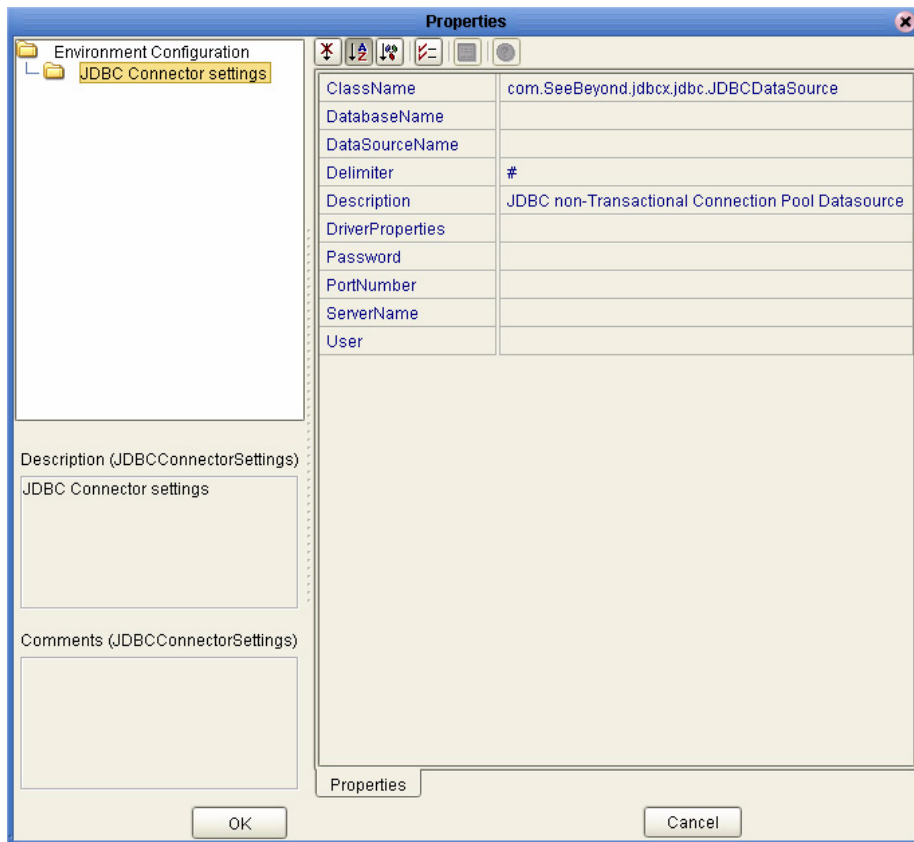 Properties
Environment Configuration
JDBC Connector settings
ClassName com.SeeBeyond.jdbcx.jdbc.JDBCDataSource
DatabaseName
DataSourceName
Delimiter #
Description JDBC non-Transactional Connection Pool Datasource
DriverProperties
Password
PortNumber
ServerName
User
Description (JDBCConnectorSettings)
JDBC Connector settings
Comments (JDBCConnectorSettings)
Properties
OK Cancel